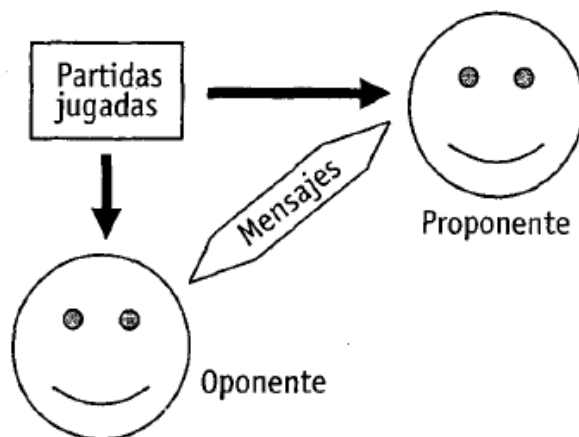 Partidas
jugadas
Mensajes
Proponente
Oponente